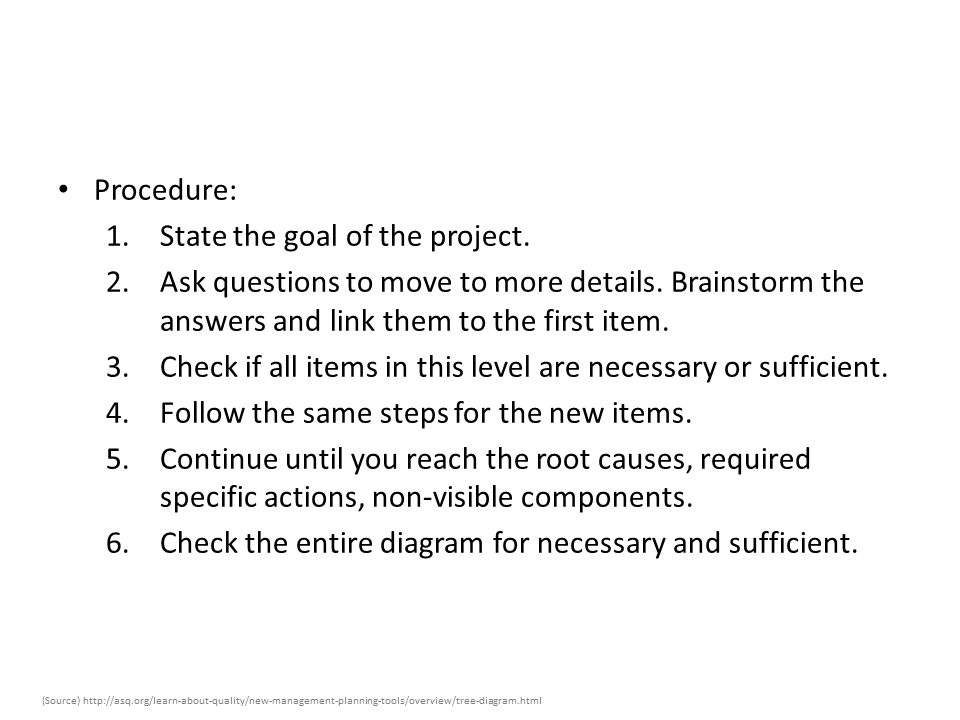 • Procedure:
1. State the goal of the project.
2. Ask questions to move to more details. Brainstorm the
answers and link them to the first item.
3. Check if all items in this level are necessary or sufficient.
4. Follow the same steps for the new items.
5. Continue until you reach the root causes, required
specific actions, non-visible components.
6. Check the entire diagram for necessary and sufficient.
(Source) http://asq.org/learn-about-quality/new-management-planning-tools/overview/tree-diagram.html